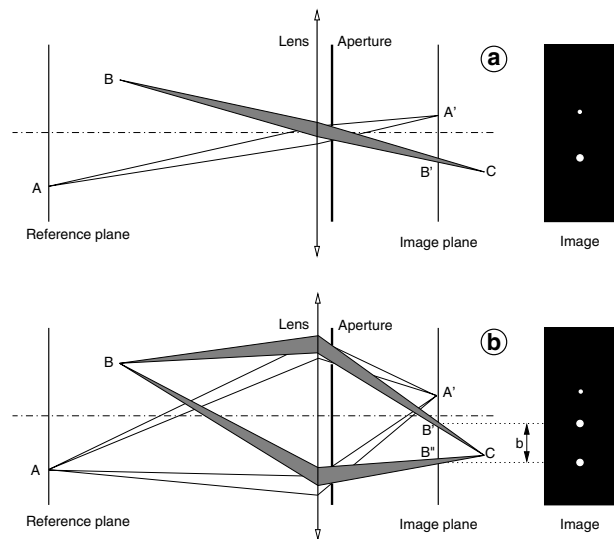 Lens Aperture
a
B
A'
A
B' C
Reference plane
Image plane
Image
Lens Aperture
b
B
A'
B'
b
A
B" C
Reference plane
Image plane
Image